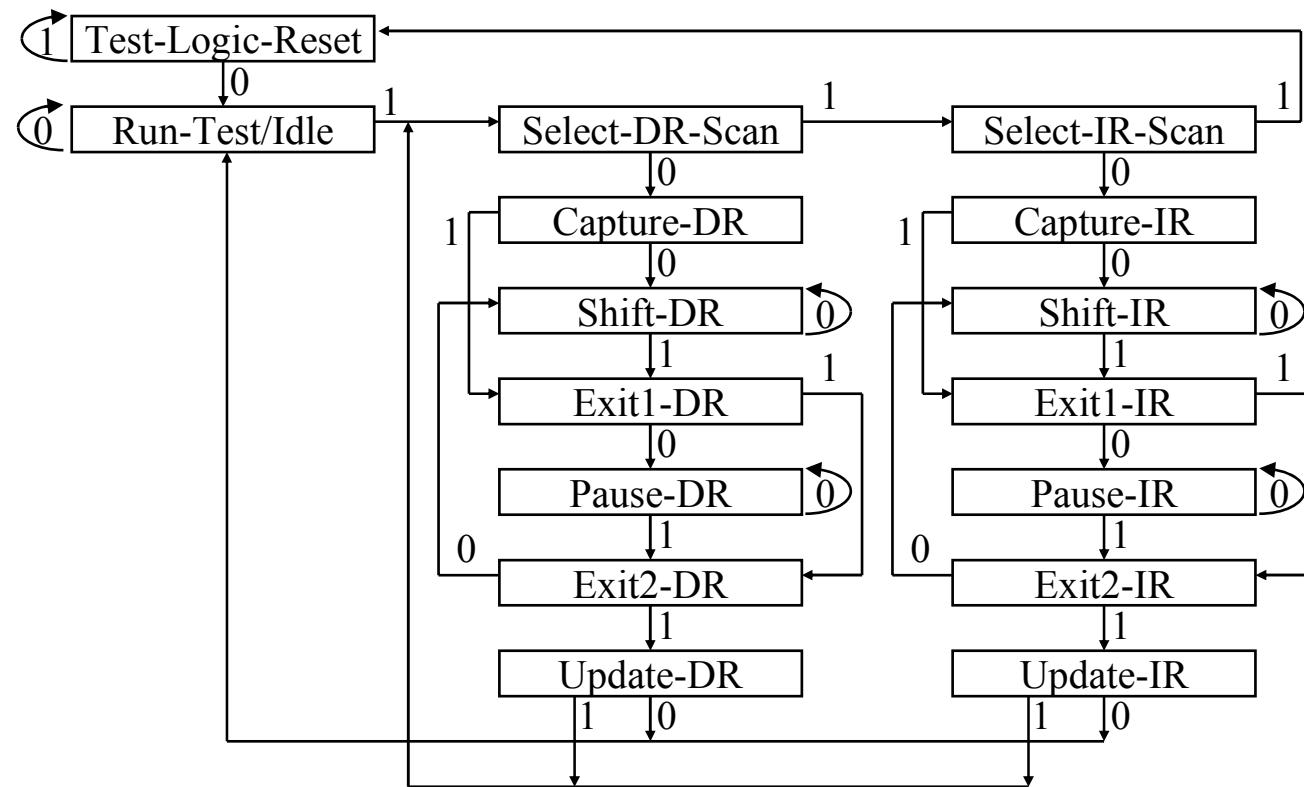 1
Test-Logic-Reset
0
0
Run-Test/Idle
1
Select-DR-Scan
1
Select-IR-Scan
1
0
0
Capture-DR
Capture-IR
1
0
1
0
Shift-DR
0
Shift-IR
0
1
1
1
1
Exit1-DR
Exit1-IR
0
0
Pause-DR
0
Pause-IR
0
0
1
0
1
Exit2-DR
Exit2-IR
1
1
Update-DR
Update-IR
1
0
1
0